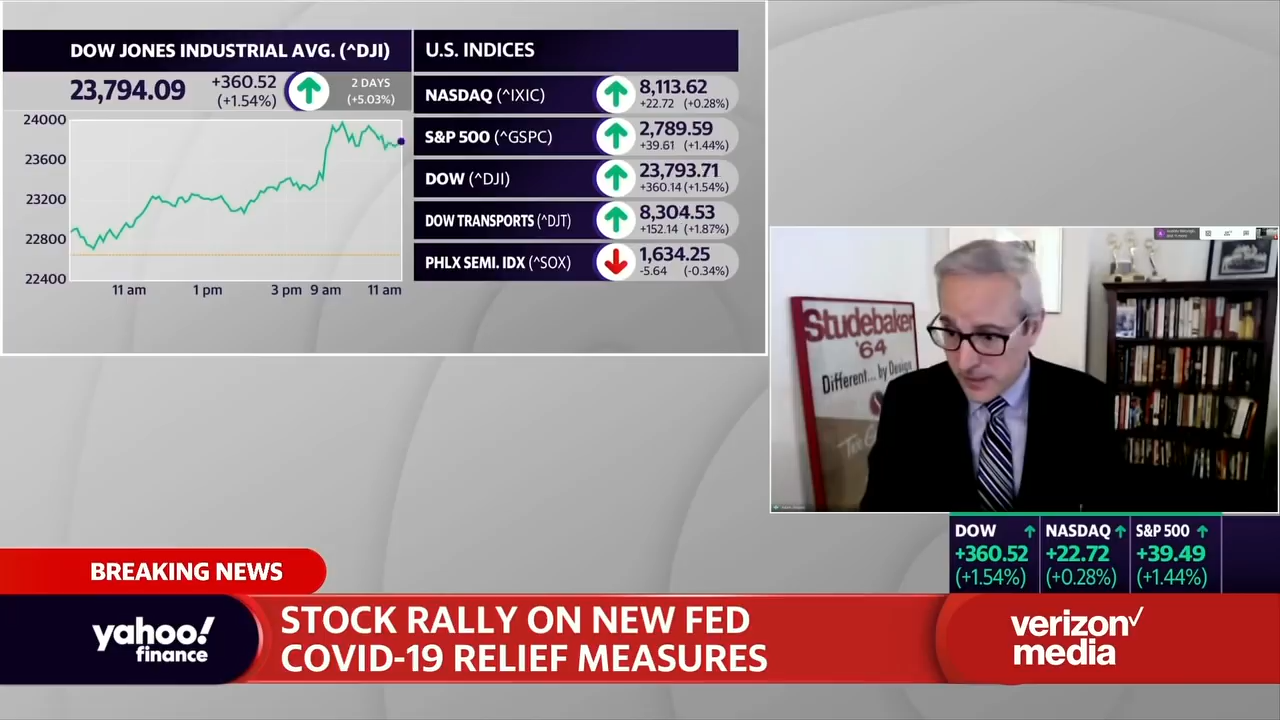 DOW JONES INDUSTRIAL AVG. (^DJI)
23,794.09
+360.52
(+1.54%)
2 DAYS
(+5.03%)
24000
23600
23200
22800
22400
11 am
1 pm
3 pm
9 am
11 am
U.S. INDICES
NASDAQ (^IXIC)
8,113.62
+22.72 (+0.28%)
S&P 500 (^GSPC)
2,789.59
+39.61 (+1.44%)
DOW (^DJI)
23,793.71
+360.14 (+1.54%)
DOW TRANSPORTS (^DJT)
8,304.53
+152.14 (+1.87%)
PHLX SEMI. IDX (^SOX)
1,634.25
-5.64 (-0.34%)
Studebaker
'64
Different... by Design
DOW
+360.52
(+1.54%)
NASDAQ
+22.72
(+0.28%)
S&P 500
+39.49
(+1.44%)
BREAKING NEWS
yahoo!
finance
STOCK RALLY ON NEW FED
COVID-19 RELIEF MEASURES
verizon
media